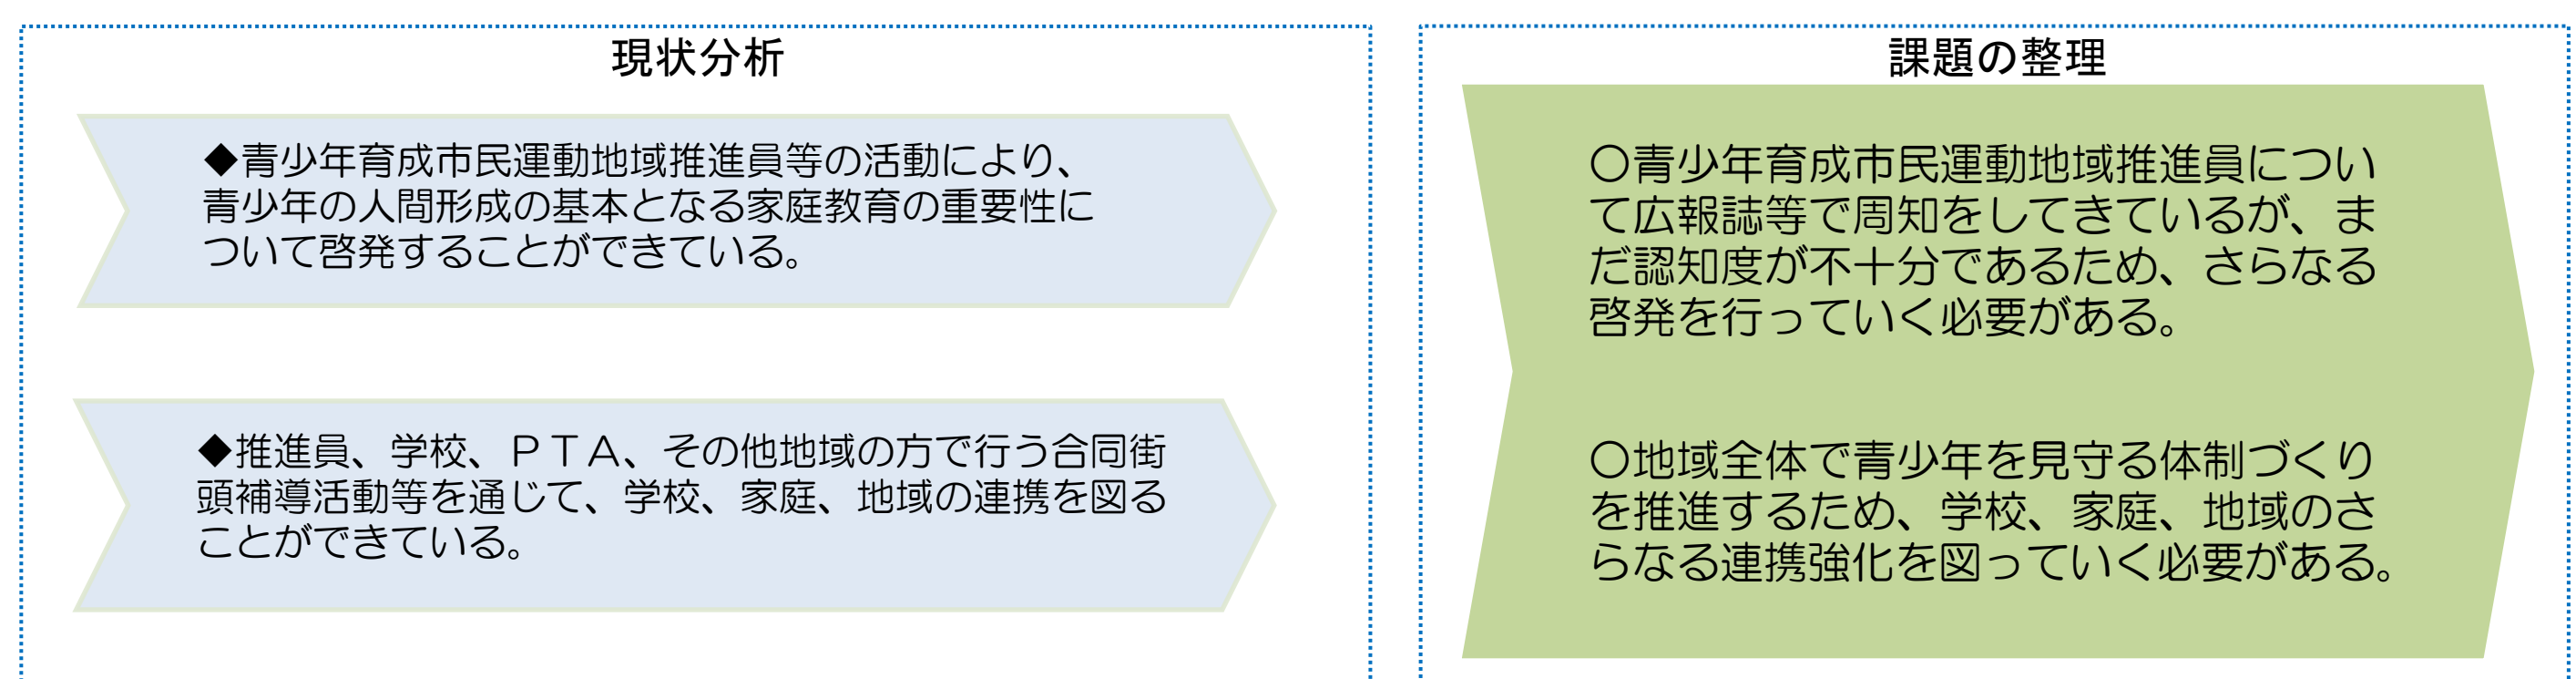 現状分析
◆青少年育成市民運動地域推進員等の活動により、
青少年の人間形成の基本となる家庭教育の重要性に
ついて啓発することができている。
◆推進員、学校、ＰＴＡ、その他地域の方で行う合同街
頭補導活動等を通じて、学校、家庭、地域の連携を図る
ことができている。
課題の整理
○青少年育成市民運動地域推進員につい
て広報誌等で周知をしてきているが、ま
だ認知度が不十分であるため、さらなる
啓発を行っていく必要がある。
○地域全体で青少年を見守る体制づくり
を推進するため、学校、家庭、地域のさ
らなる連携強化を図っていく必要がある。